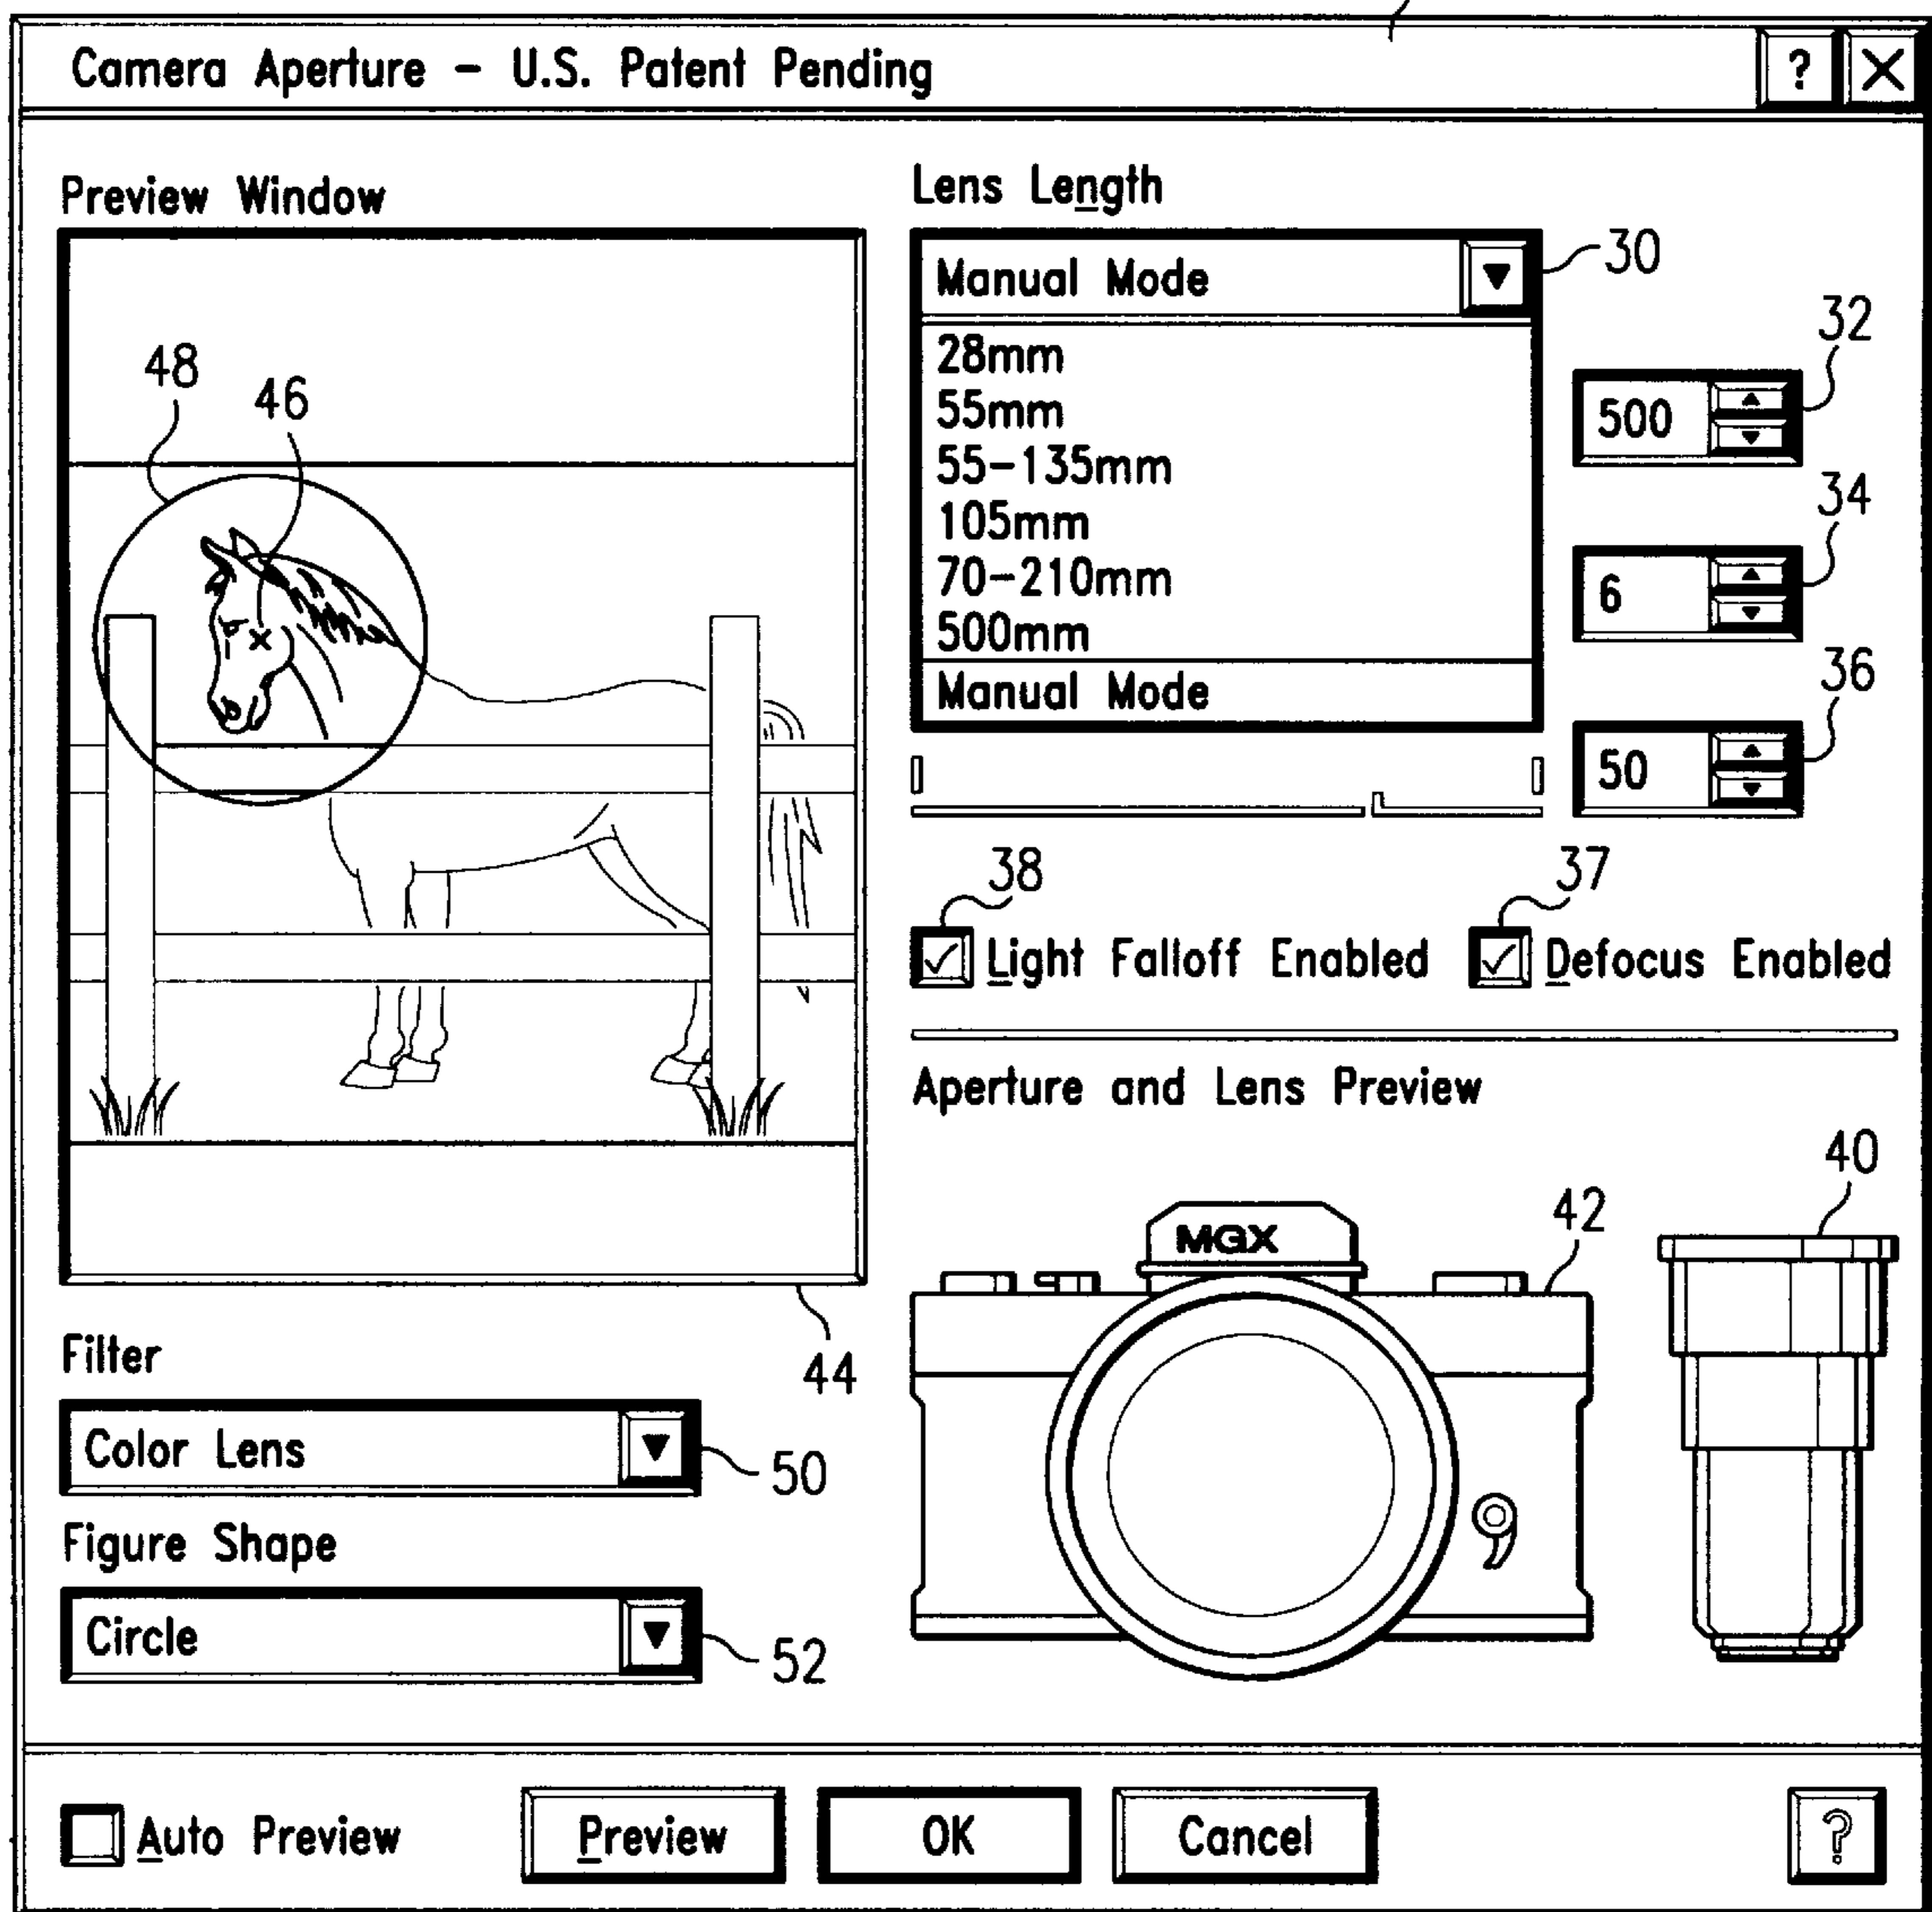 Camera Aperture – U.S. Patent Pending
?
X
Preview Window
48
46
44
Filter
Color Lens
50
Figure Shape
Circle
52
Lens Length
Manual Mode
30
28mm
55mm
55-135mm
105mm
70-210mm
500mm
Manual Mode
500
32
6
34
50
36
38
Light Falloff Enabled
37
Defocus Enabled
Aperture and Lens Preview
MGX
42
40
Auto Preview
Preview
OK
Cancel
?